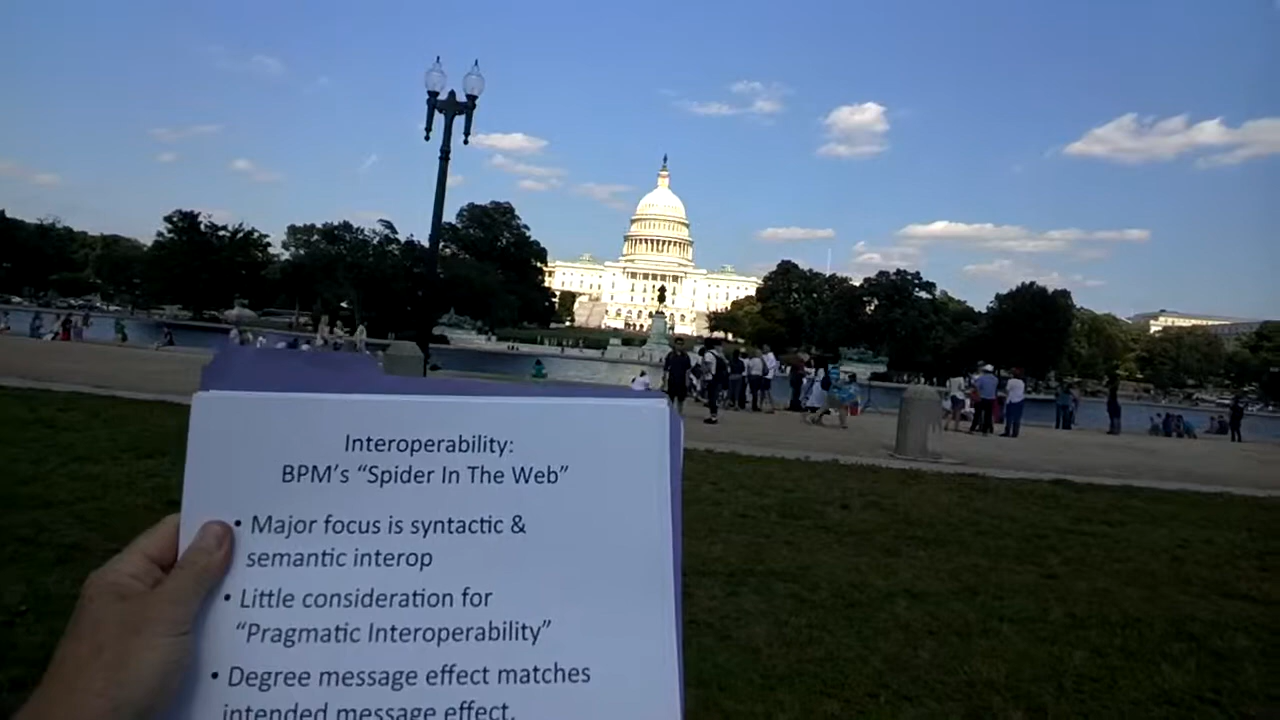 Interoperability:
BPM's “Spider In The Web”
• Major focus is syntactic &
semantic interop
• Little consideration for
“Pragmatic Interoperability”
• Degree message effect matches
intended message effect.